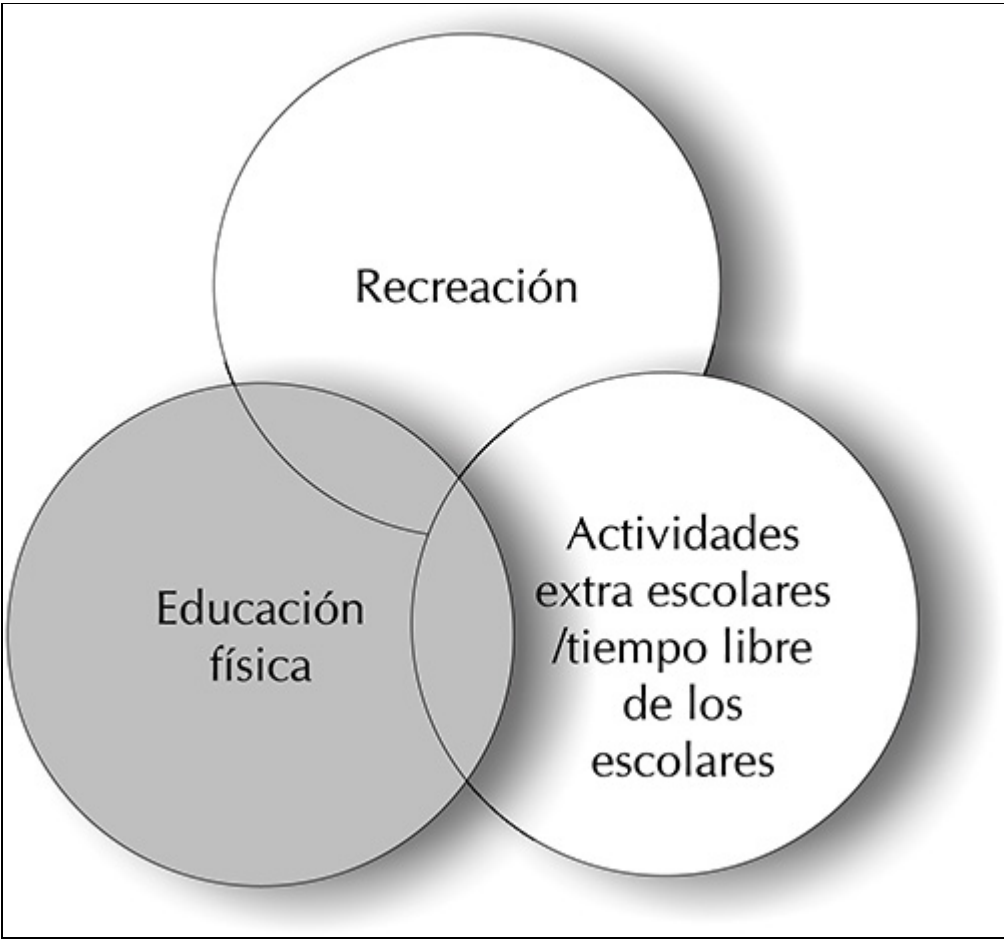 Recreación
Educación
física
Actividades
extra escolares
/tiempo libre
de los
escolares